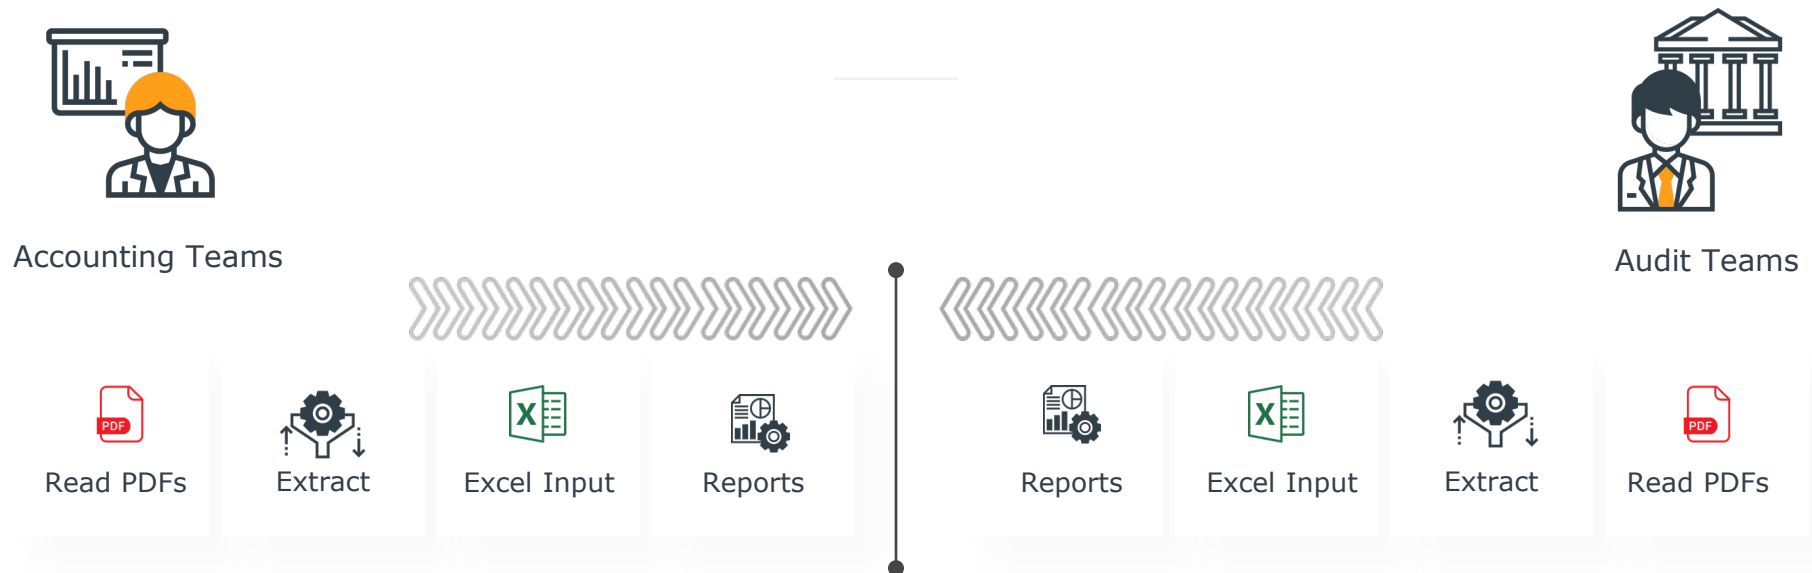 Accounting Teams
Audit Teams
PDF
X
X
PDF
Read PDFs
Extract
Excel Input
Reports
Reports
Excel Input
Extract
Read PDFs